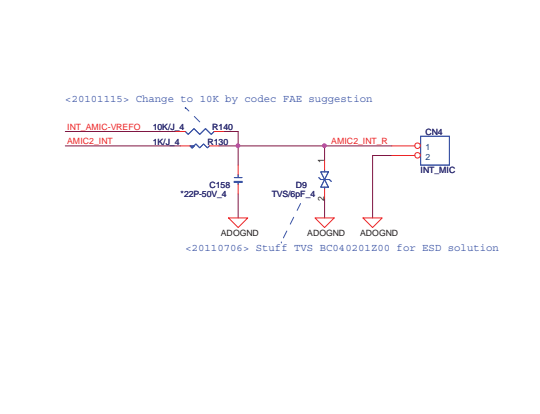 <20101115> Change to 10K by codec FAE suggestion
INT_AMIC-VREFO 10K/J_4 R140
AMIC2_INT 1K/J_4 R130 AMIC2_INT_R
CN4
1
2
INT_MIC
1
C158 D9
*22P-50V_4 TVS/6pF_4
2
ADOGND ADOGND ADOGND
<20110706> Stuff TVS BC040201Z00 for ESD solution